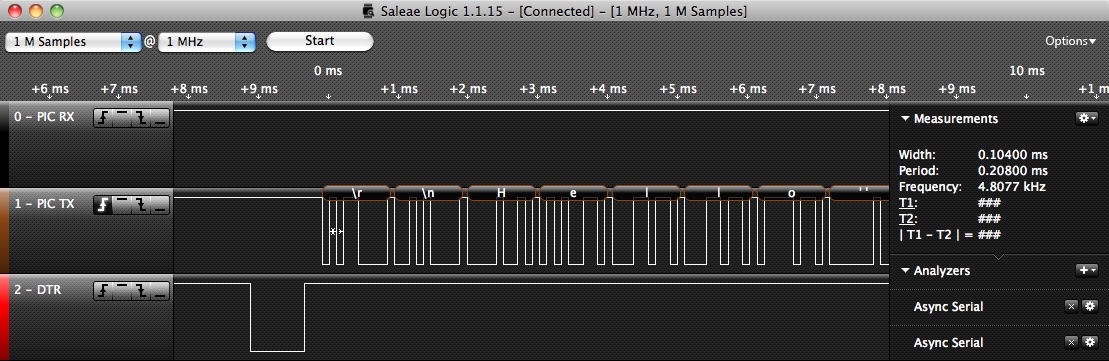 Saleae Logic 1.1.15 – [Connected] – [1 MHz, 1 M Samples]
1 M Samples @ 1 MHz Start Options
0 ms 10 ms
+6 ms +7 ms +8 ms +9 ms +1 ms +2 ms +3 ms +4 ms +5 ms +6 ms +7 ms +8 ms +9 ms +1 m
0 – PIC RX
1 – PIC TX
\r \n H e l l o
2 – DTR
Measurements
Width: 0.10400 ms
Period: 0.20800 ms
Frequency: 4.8077 kHz
T1: ###
T2: ###
| T1 – T2 | = ###
Analyzers
Async Serial
Async Serial